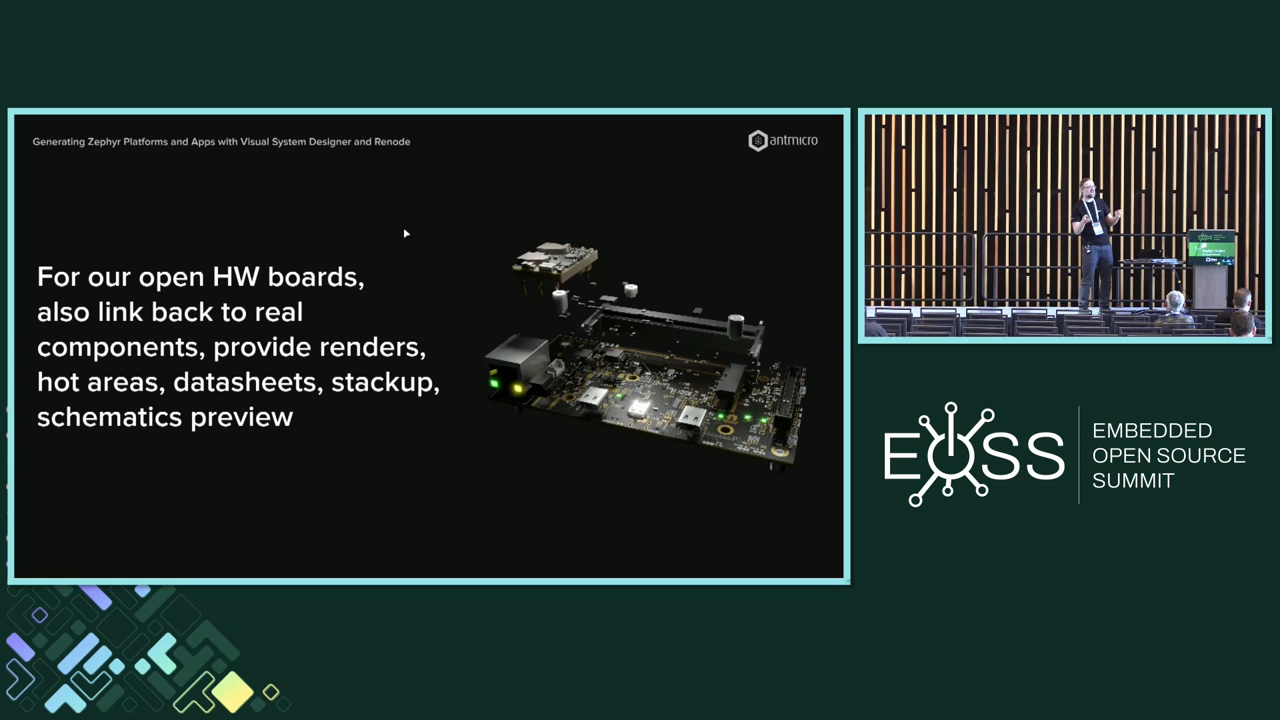 Generating Zephyr Platforms and Apps with Visual System Designer and Renode
antmicro
For our open HW boards,
also link back to real
components, provide renders,
hot areas, datasheets, stackup,
schematics preview
EOSS
EMBEDDED
OPEN SOURCE
SUMMIT